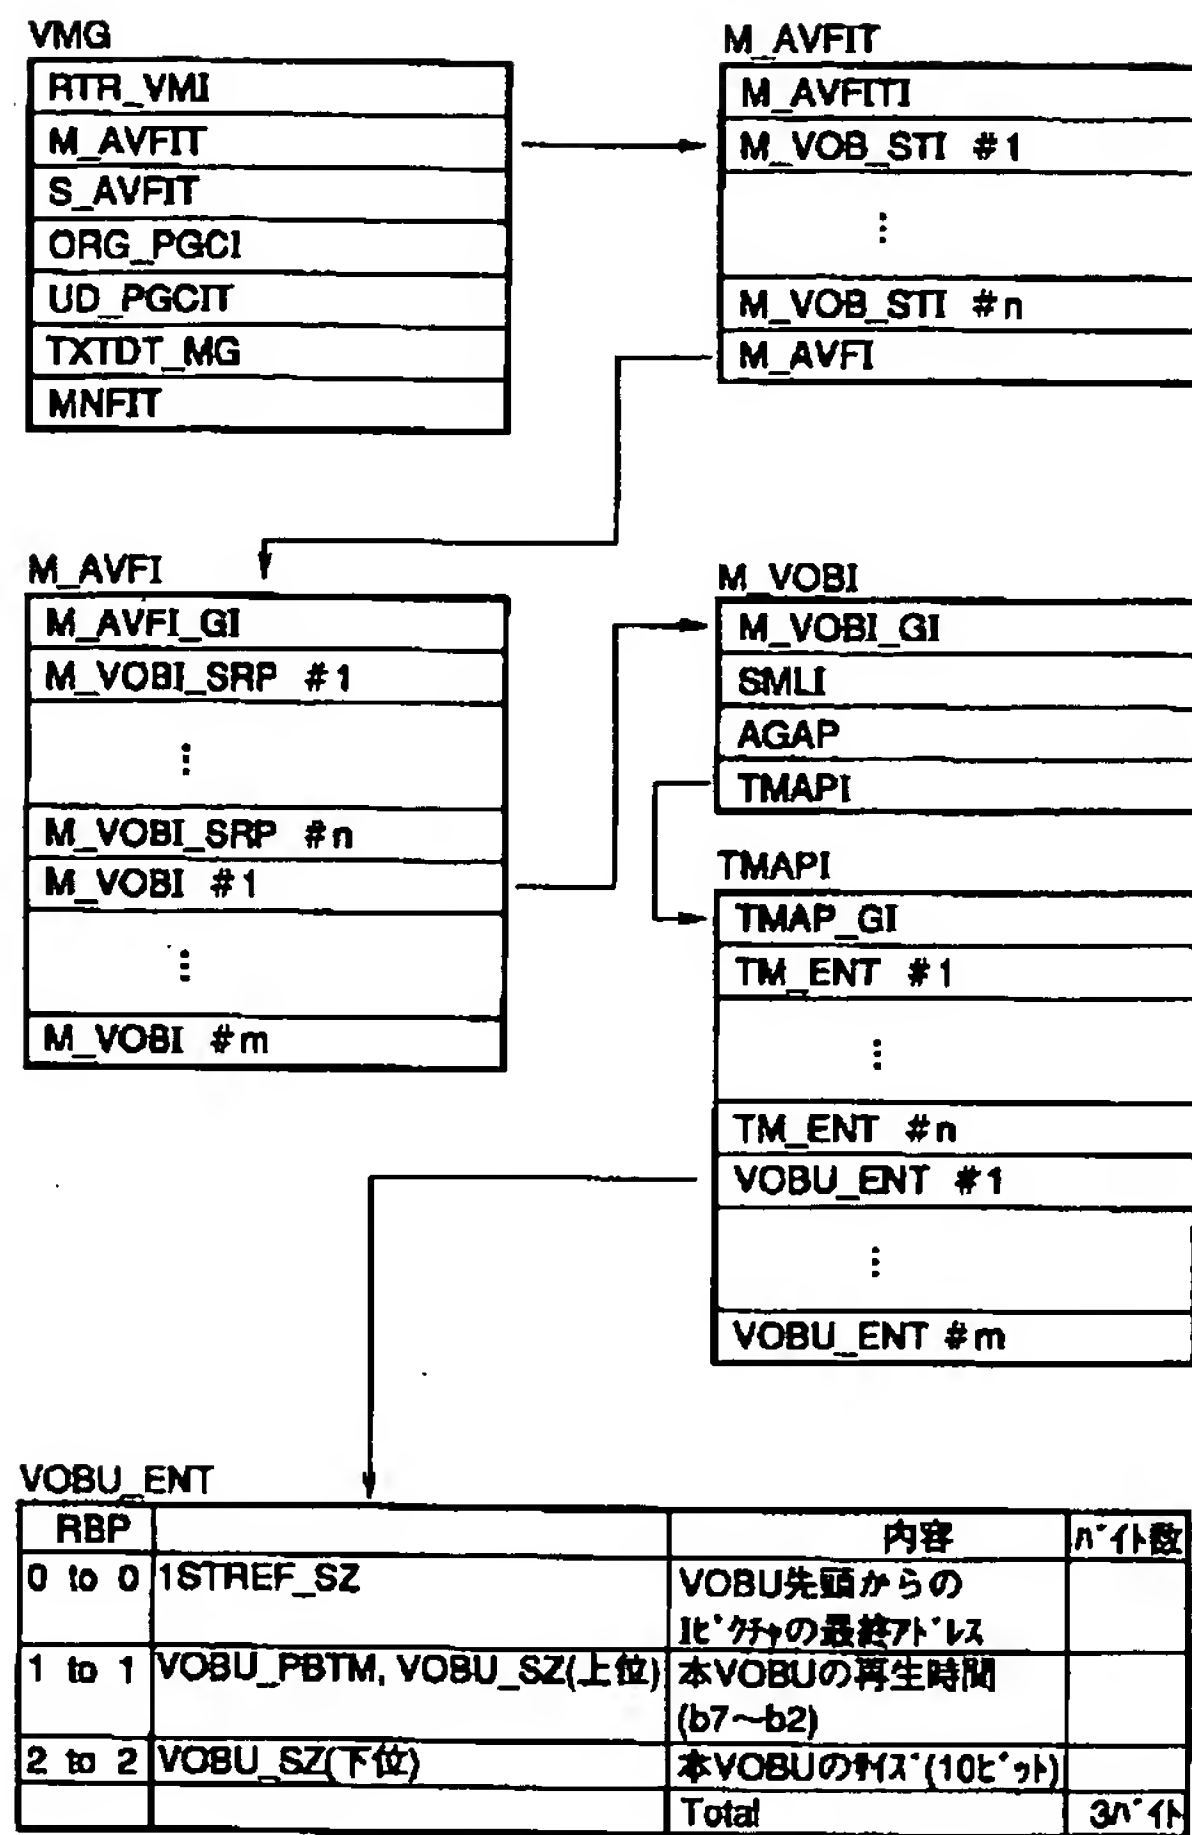 VMG
RTR_VMI
M_AVFIT
S_AVFIT
ORG_PGCI
UD_PGCIT
TXTDT_MG
MNFIT
M_AVFIT
M_AVFITI
M_VOB_STI #1
⋮
M_VOB_STI #n
M_AVFI
M_AVFI
M_AVFI_GI
M_VOBI_SRP #1
⋮
M_VOBI_SRP #n
M_VOBI #1
⋮
M_VOBI #m
M_VOBI
M_VOBI_GI
SMLI
AGAP
TMAPI
TMAPI
TMAP_GI
TM_ENT #1
⋮
TM_ENT #n
VOBU_ENT #1
⋮
VOBU_ENT #m
VOBU_ENT
RBP 内容 バイト数
0 to 0 1STREF_SZ VOBU先頭からの
Iピクチャの最終アドレス
1 to 1 VOBU_PBTM, VOBU_SZ(上位) 本VOBUの再生時間
(b7〜b2)
2 to 2 VOBU_SZ(下位) 本VOBUのサイズ(10ビット)
Total 3バイト